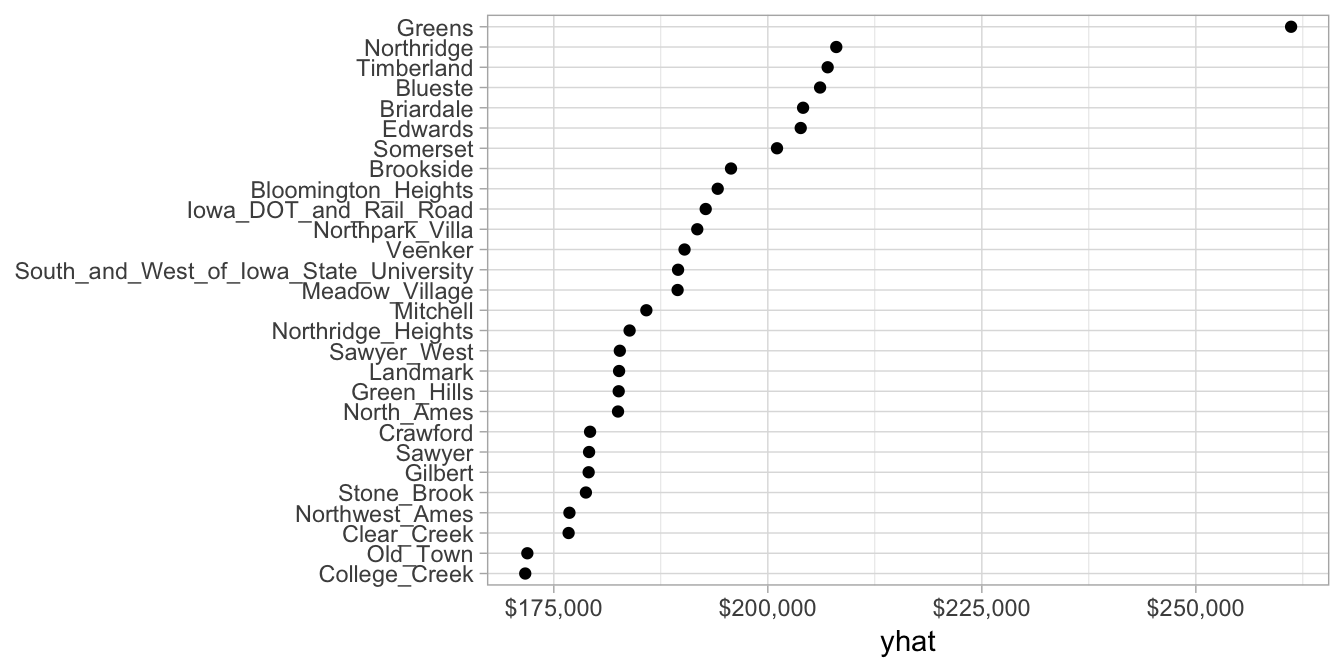 Greens
Northridge
Timberland
Blueste
Briardale
Edwards
Somerset
Brookside
Bloomington_Heights
Iowa_DOT_and_Rail_Road
Northpark_Villa
Veenker
South_and_West_of_Iowa_State_University
Meadow_Village
Mitchell
Northridge_Heights
Sawyer_West
Landmark
Green_Hills
North_Ames
Crawford
Sawyer
Gilbert
Stone_Brook
Northwest_Ames
Clear_Creek
Old_Town
College_Creek
$175,000 $200,000 $225,000 $250,000
yhat